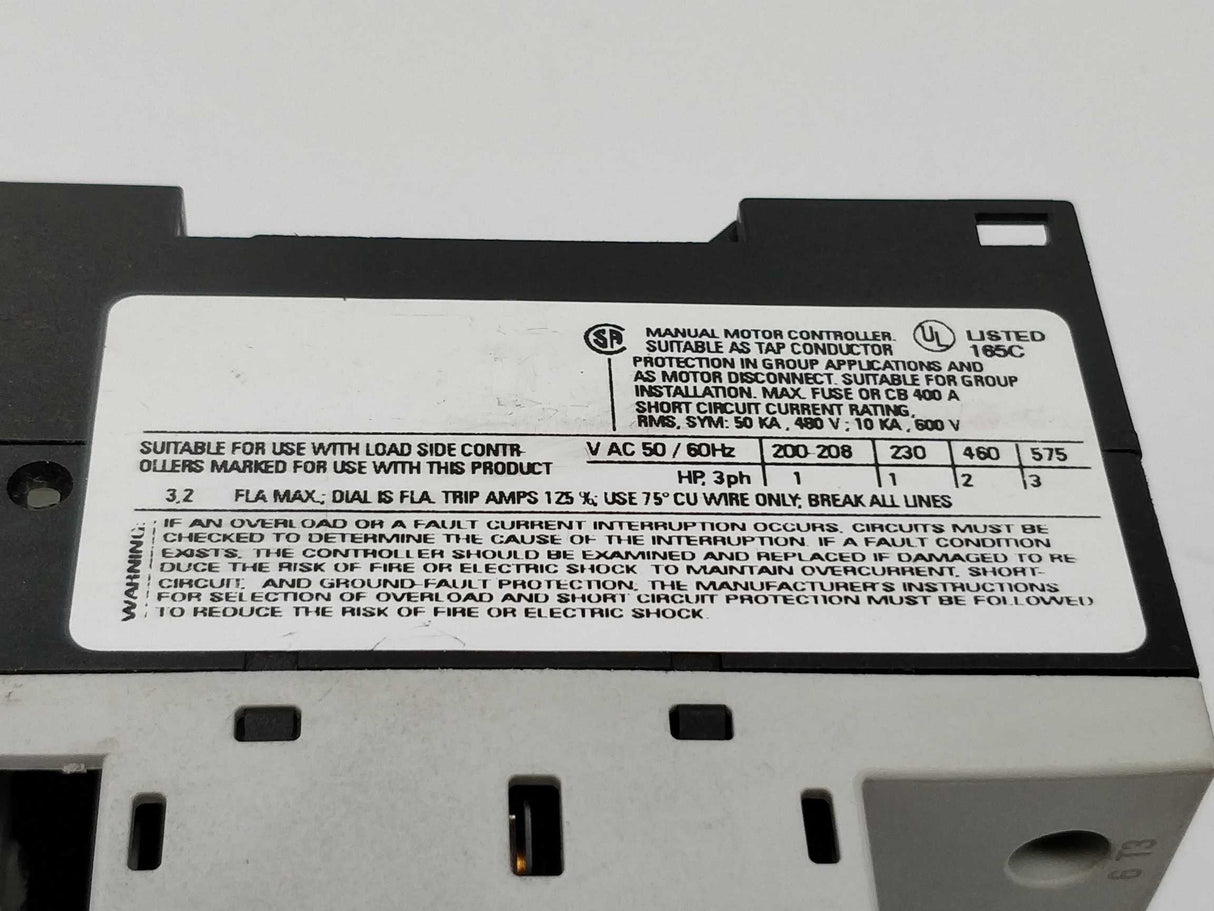 SA MANUAL MOTOR CONTROLLER. UL LISTED
SUITABLE AS TAP CONDUCTOR 165C
PROTECTION IN GROUP APPLICATIONS AND
AS MOTOR DISCONNECT. SUITABLE FOR GROUP
INSTALLATION. MAX. FUSE OR CB 400 A
SHORT CIRCUIT CURRENT RATING,
RMS, SYM: 50 KA , 480 V ; 10 KA , 600 V
SUITABLE FOR USE WITH LOAD SIDE CONTR-
OLLERS MARKED FOR USE WITH THIS PRODUCT
V AC 50 / 60Hz 200-208 230 460 575
HP, 3ph 1 1 2 3
3,2 FLA MAX.; DIAL IS FLA. TRIP AMPS 125 %; USE 75° CU WIRE ONLY; BREAK ALL LINES
WARNING:
IF AN OVERLOAD OR A FAULT CURRENT INTERRUPTION OCCURS, CIRCUITS MUST BE
CHECKED TO DETERMINE THE CAUSE OF THE INTERRUPTION. IF A FAULT CONDITION
EXISTS, THE CONTROLLER SHOULD BE EXAMINED AND REPLACED IF DAMAGED TO RE
DUCE THE RISK OF FIRE OR ELECTRIC SHOCK. TO MAINTAIN OVERCURRENT, SHORT-
CIRCUIT, AND GROUND-FAULT PROTECTION, THE MANUFACTURER'S INSTRUCTIONS
FOR SELECTION OF OVERLOAD AND SHORT CIRCUIT PROTECTION MUST BE FOLLOWED
TO REDUCE THE RISK OF FIRE OR ELECTRIC SHOCK.
6 T3